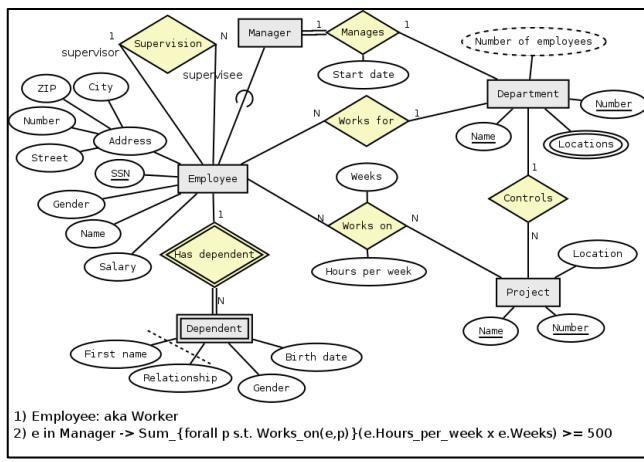 1
Supervision
N
supervisor
supervisee
Manager
1
Manages
1
Start date
Number of employees
Department
Number
Name
Locations
ZIP
City
Number
Address
Street
N
Works for
1
SSN
Employee
Gender
Name
Salary
Weeks
N
Works on
N
Hours per week
1
Controls
N
1
Has dependent
N
Location
Project
Name
Number
Dependent
First name
Birth date
Relationship
Gender
1) Employee: aka Worker
2) e in Manager -> Sum_{forall p s.t. Works_on(e,p)}(e.Hours_per_week x e.Weeks) >= 500